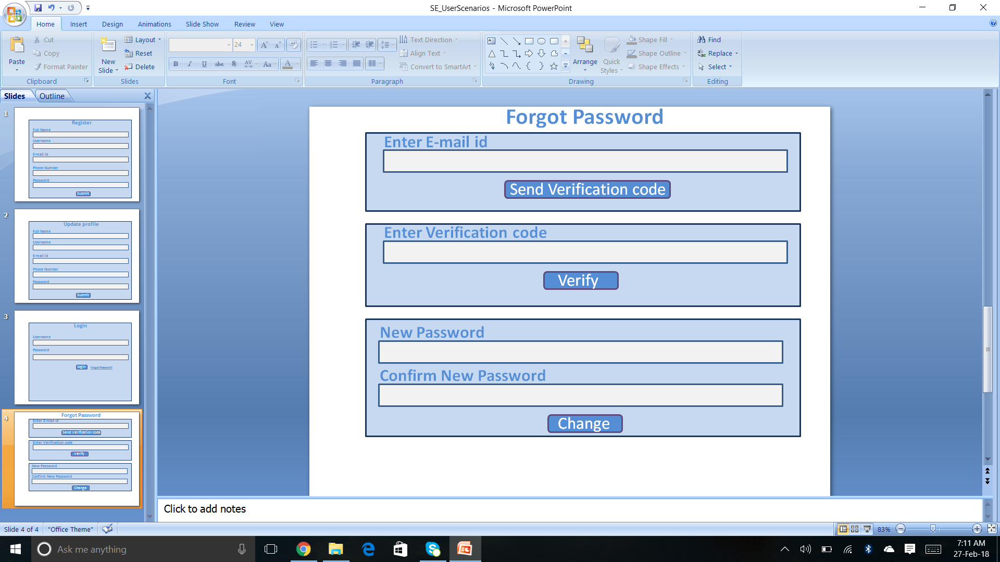 SE_UserScenarios - Microsoft PowerPoint
Home Insert Design Animations Slide Show Review View
Paste
Cut
Copy
Format Painter
Clipboard
New Slide
Layout
Reset
Delete
Slides
24
B I U abc S AV Aa A
Font
Text Direction
Align Text
Convert to SmartArt
Paragraph
Arrange
Quick Styles
Shape Fill
Shape Outline
Shape Effects
Drawing
Find
Replace
Select
Editing
Slides Outline
1
Register
Full Name
Username
E-mail id
Phone Number
Password
Submit
2
Update profile
Full Name
Username
E-mail id
Phone Number
Password
Submit
3
Login
Username
Password
login Forgot Password?
4
Forgot Password
Enter E-mail id
Send Verification code
Enter Verification code
Verify
New Password
Confirm New Password
Change
Forgot Password
Enter E-mail id
Send Verification code
Enter Verification code
Verify
New Password
Confirm New Password
Change
Click to add notes
Slide 4 of 4 "Office Theme" 83%
Ask me anything
7:11 AM
27-Feb-18